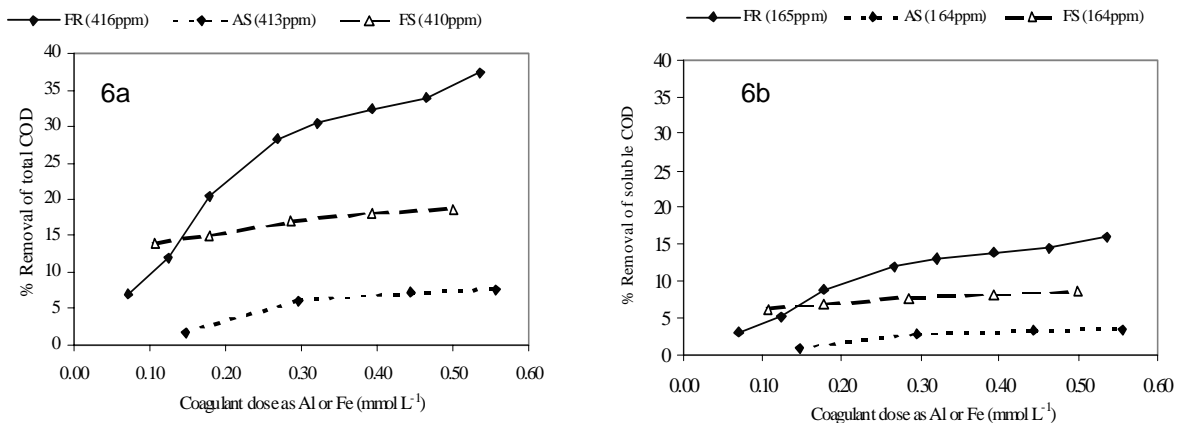 FR (416ppm) AS (413ppm) FS (410ppm)
6a
% Removal of total COD
40
35
30
25
20
15
10
5
0
0.00 0.10 0.20 0.30 0.40 0.50 0.60
Coagulant dose as Al or Fe (mmol L⁻¹)
FR (165ppm) AS (164ppm) FS (164ppm)
6b
% Removal of soluble COD
40
35
30
25
20
15
10
5
0
0.00 0.10 0.20 0.30 0.40 0.50 0.60
Coagulant dose as Al or Fe (mmol L⁻¹)